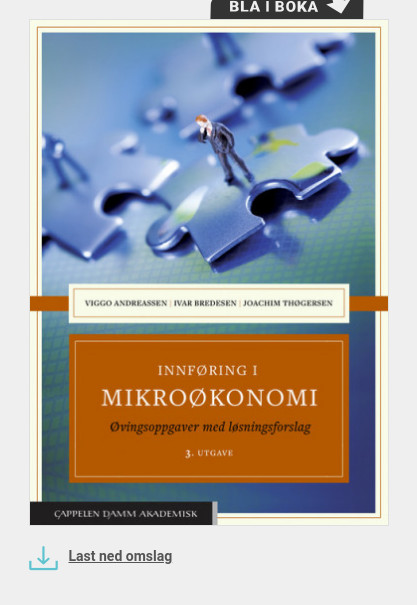 BLA I BOKA
VIGGO ANDREASSEN | IVAR BREDESEN | JOACHIM THØGERSEN
INNFØRING I
MIKROØKONOMI
Øvingsoppgaver med løsningsforslag
3. UTGAVE
CAPPELEN DAMM AKADEMISK
Last ned omslag